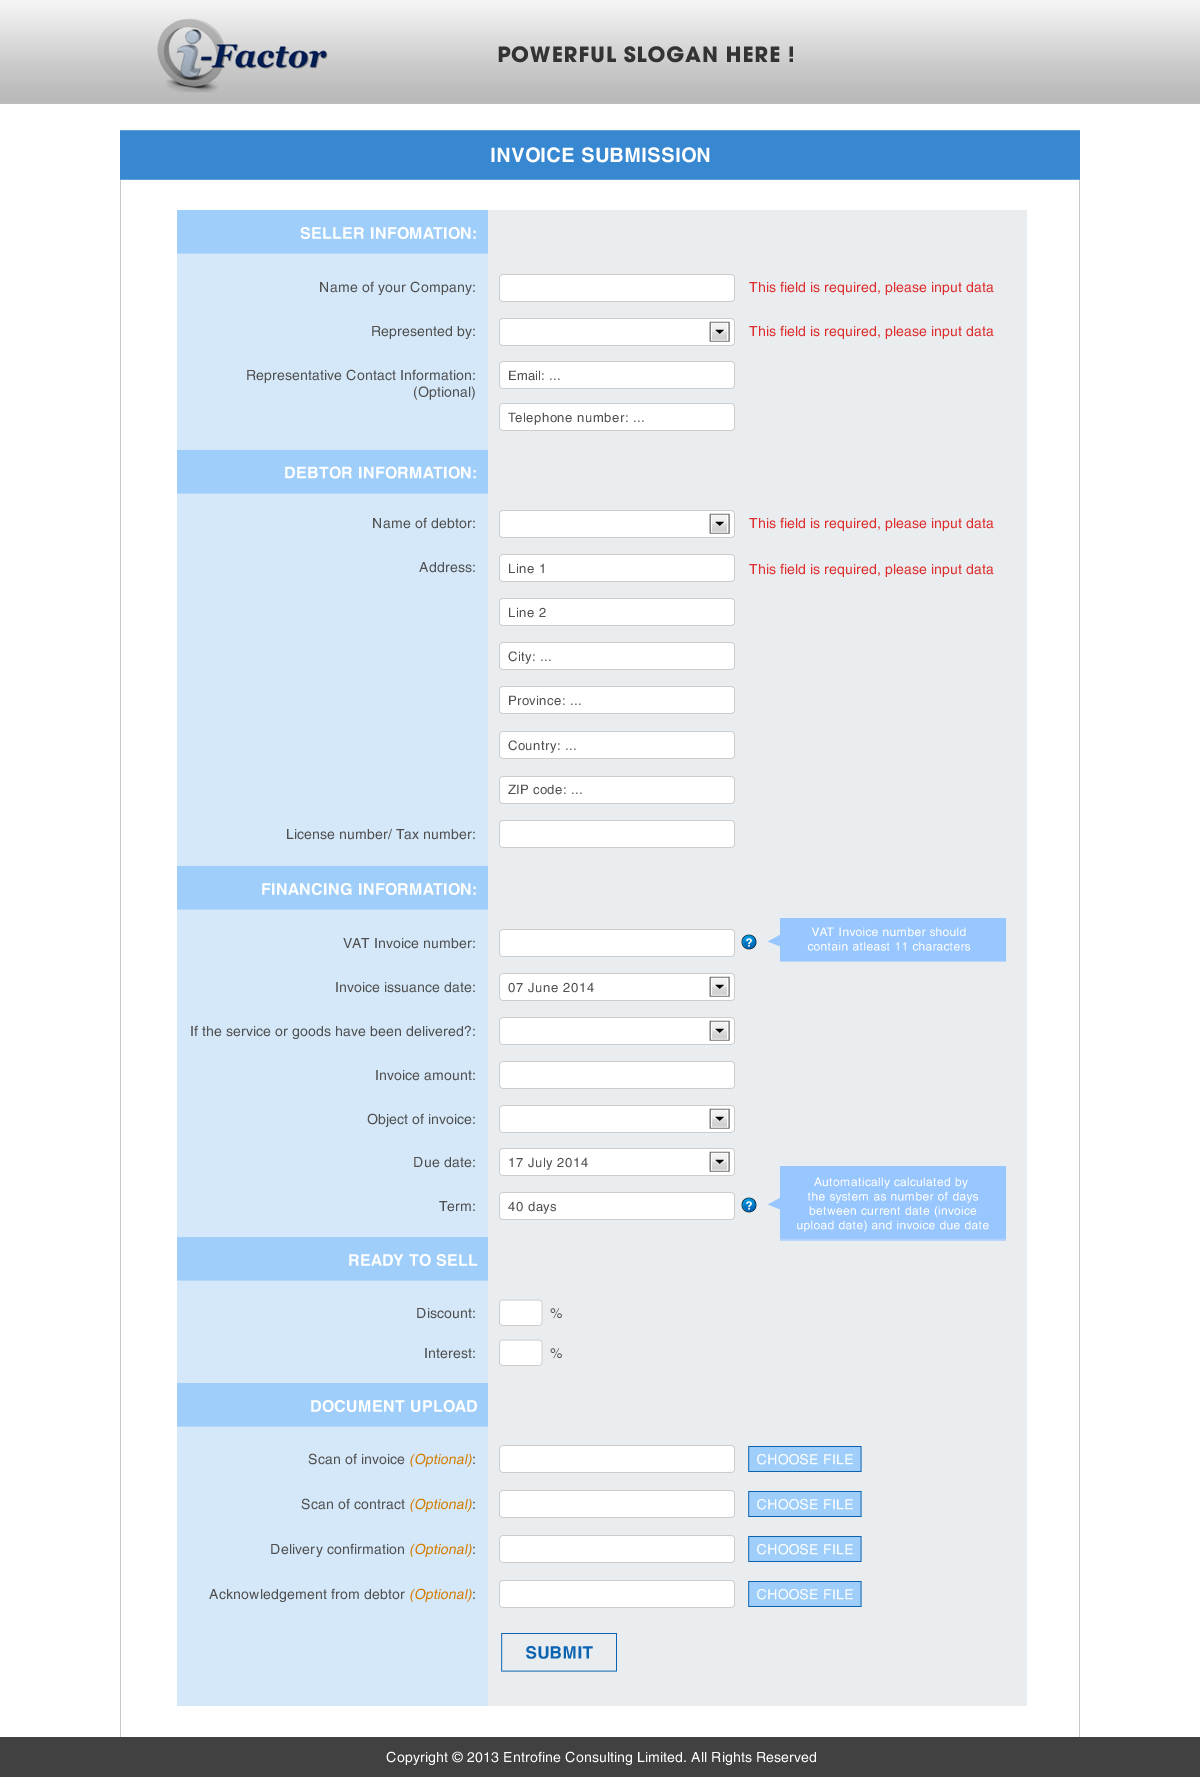 i-Factor
POWERFUL SLOGAN HERE !
INVOICE SUBMISSION
SELLER INFOMATION:
Name of your Company:
This field is required, please input data
Represented by:
This field is required, please input data
Representative Contact Information:
(Optional)
Email: ...
Telephone number: ...
DEBTOR INFORMATION:
Name of debtor:
This field is required, please input data
Address:
Line 1
This field is required, please input data
Line 2
City: ...
Province: ...
Country: ...
ZIP code: ...
License number/ Tax number:
FINANCING INFORMATION:
VAT Invoice number:
?
VAT Invoice number should
contain atleast 11 characters
Invoice issuance date:
07 June 2014
If the service or goods have been delivered?:
Invoice amount:
Object of invoice:
Due date:
17 July 2014
Term:
40 days
?
Automatically calculated by
the system as number of days
between current date (invoice
upload date) and invoice due date
READY TO SELL
Discount:
%
Interest:
%
DOCUMENT UPLOAD
Scan of invoice (Optional):
CHOOSE FILE
Scan of contract (Optional):
CHOOSE FILE
Delivery confirmation (Optional):
CHOOSE FILE
Acknowledgement from debtor (Optional):
CHOOSE FILE
SUBMIT
Copyright © 2013 Entrofine Consulting Limited. All Rights Reserved